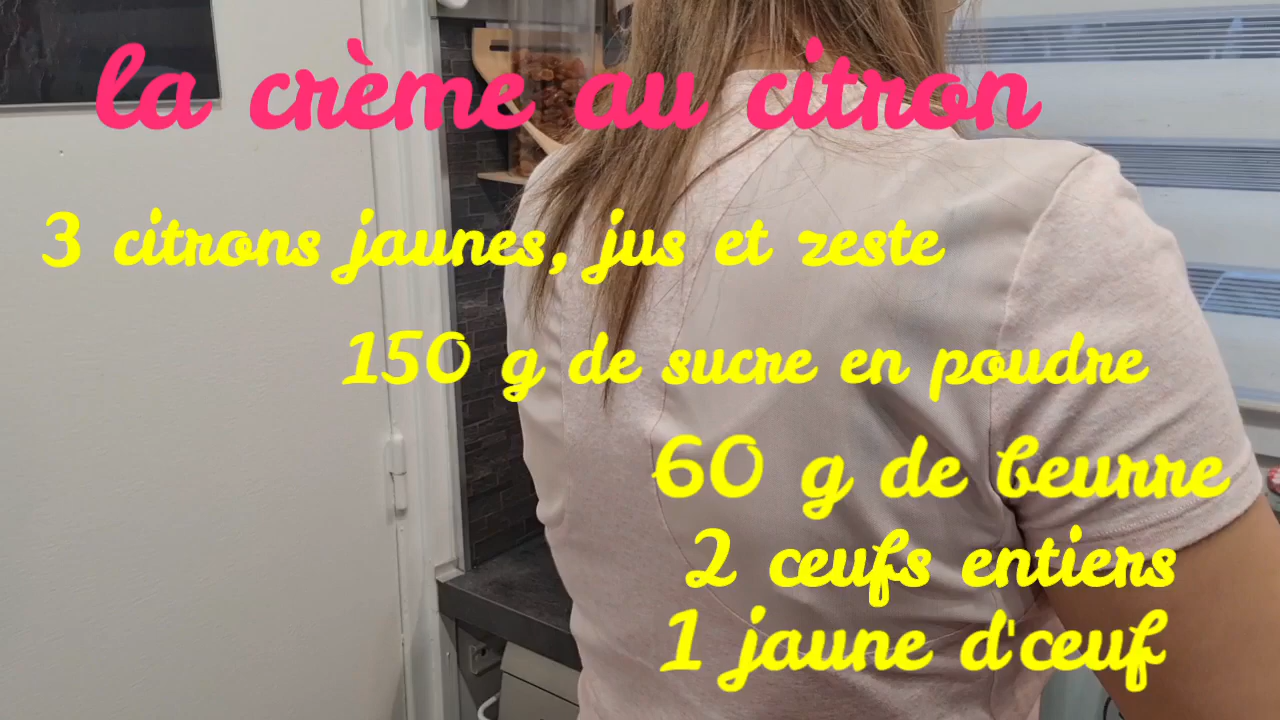 la crème au citron
3 citrons jaunes, jus et zeste
150 g de sucre en poudre
60 g de beurre
2 œufs entiers
1 jaune d'œuf